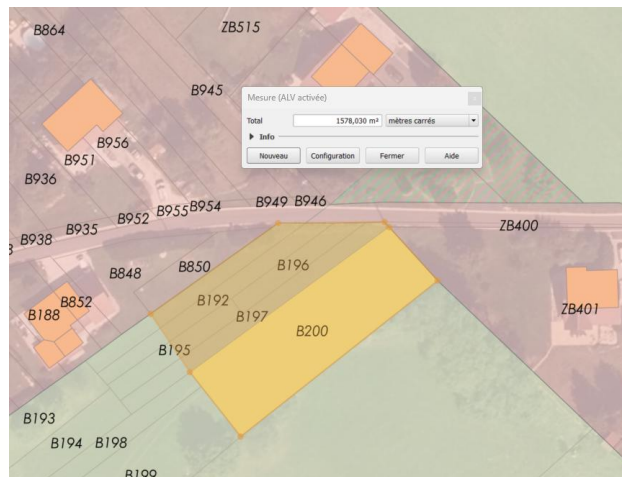 B864
ZB515
B945
Mesure (ALV activée)
Total 1578,030 m² mètres carrés
Info
Nouveau Configuration Fermer Aide
B956
B951
B936
B949 B946
B955 B954
B952
B935
B938
ZB400
B850
B848
B196
B852
B188
B192
B197
B200
ZB401
B195
B193
B194 B198
B199